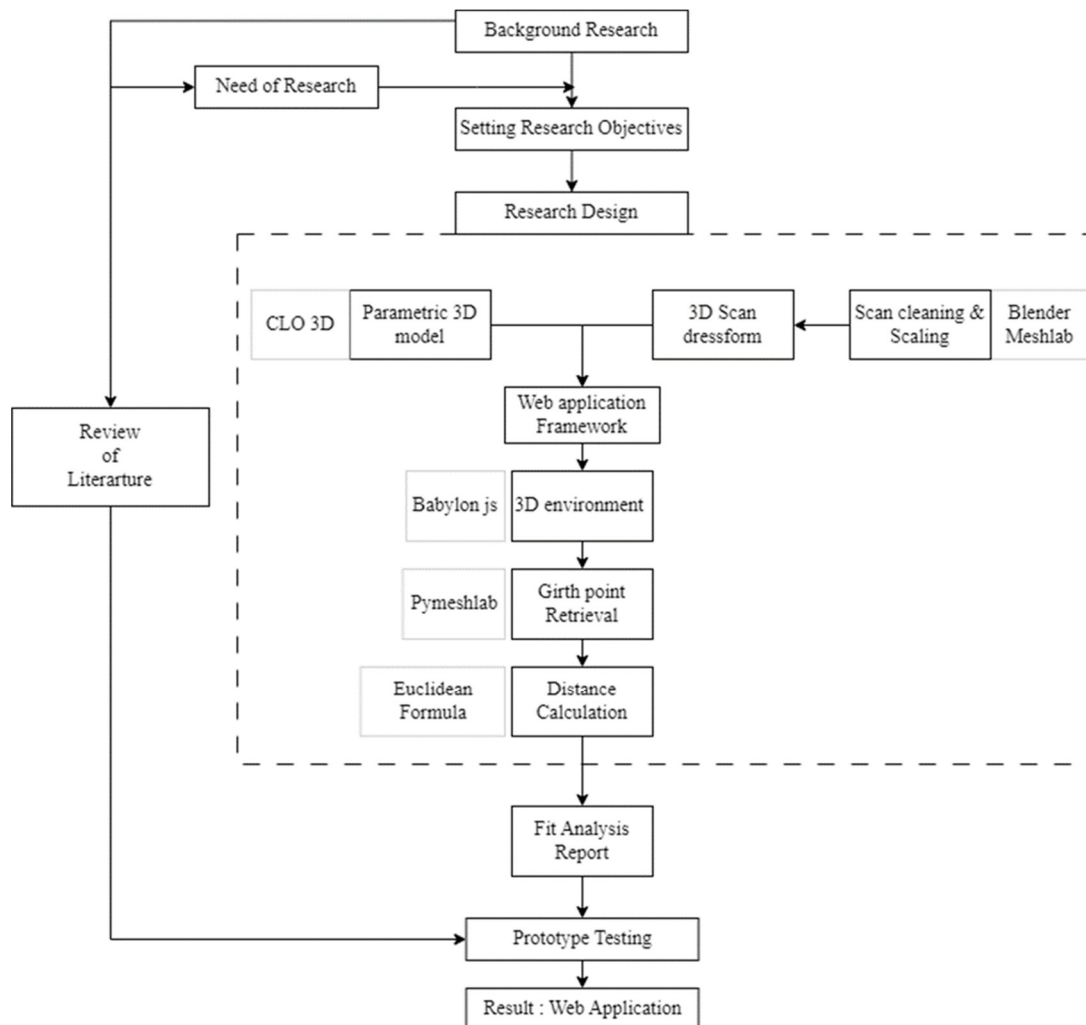 Background Research
Need of Research
Setting Research Objectives
Research Design
CLO 3D
Parametric 3D
model
3D Scan
dressform
Scan cleaning &
Scaling
Blender
Meshlab
Web application
Framework
Review
of
Literarture
Babylon js
3D environment
Pymeshlab
Girth point
Retrieval
Euclidean
Formula
Distance
Calculation
Fit Analysis
Report
Prototype Testing
Result : Web Application